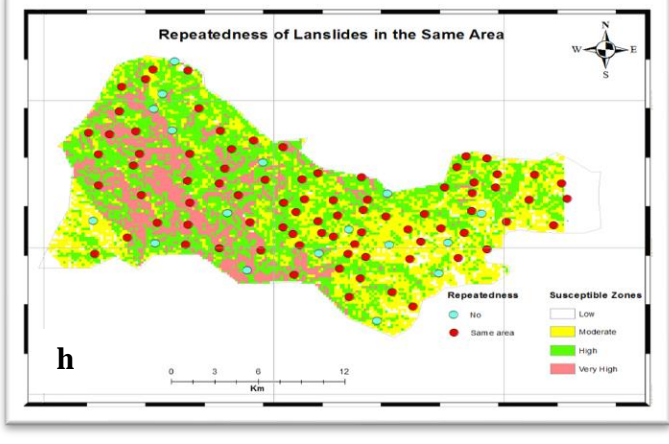 Repeatedness of Lanslides in the Same Area
N
W E
S
Repeatedness
No
Same area
Susceptible Zones
Low
Moderate
High
Very High
h
0 3 6 12
Km